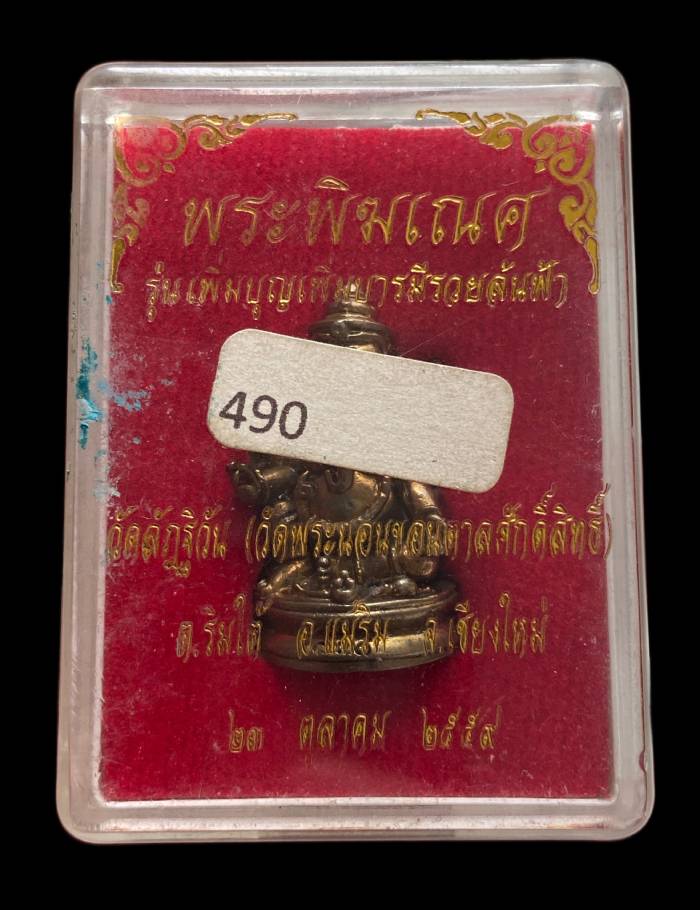 พระพิฆเณศ
รุ่นเพิ่มบุญเพิ่มบารมีรวยล้นฟ้า
490
วัดลัฏฐิวัน (วัดพระนอนขอนตาลศักดิ์สิทธิ์)
ต.ริมใต้ อ.แม่ริม จ.เชียงใหม่
๒๓ ตุลาคม ๒๕๕๙